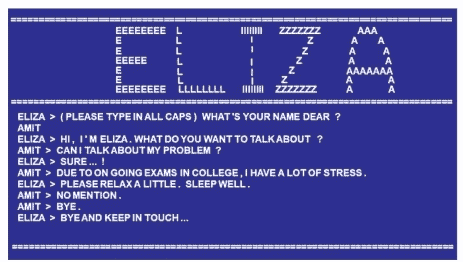 ELIZA
ELIZA > ( PLEASE TYPE IN ALL CAPS ) WHAT'S YOUR NAME DEAR ?
AMIT
ELIZA > HI, I'M ELIZA. WHAT DO YOU WANT TO TALK ABOUT ?
AMIT > CAN I TALK ABOUT MY PROBLEM ?
ELIZA > SURE ... !
AMIT > DUE TO ON GOING EXAMS IN COLLEGE, I HAVE A LOT OF STRESS.
ELIZA > PLEASE RELAX A LITTLE. SLEEP WELL.
AMIT > NO MENTION.
AMIT > BYE.
ELIZA > BYE AND KEEP IN TOUCH ...